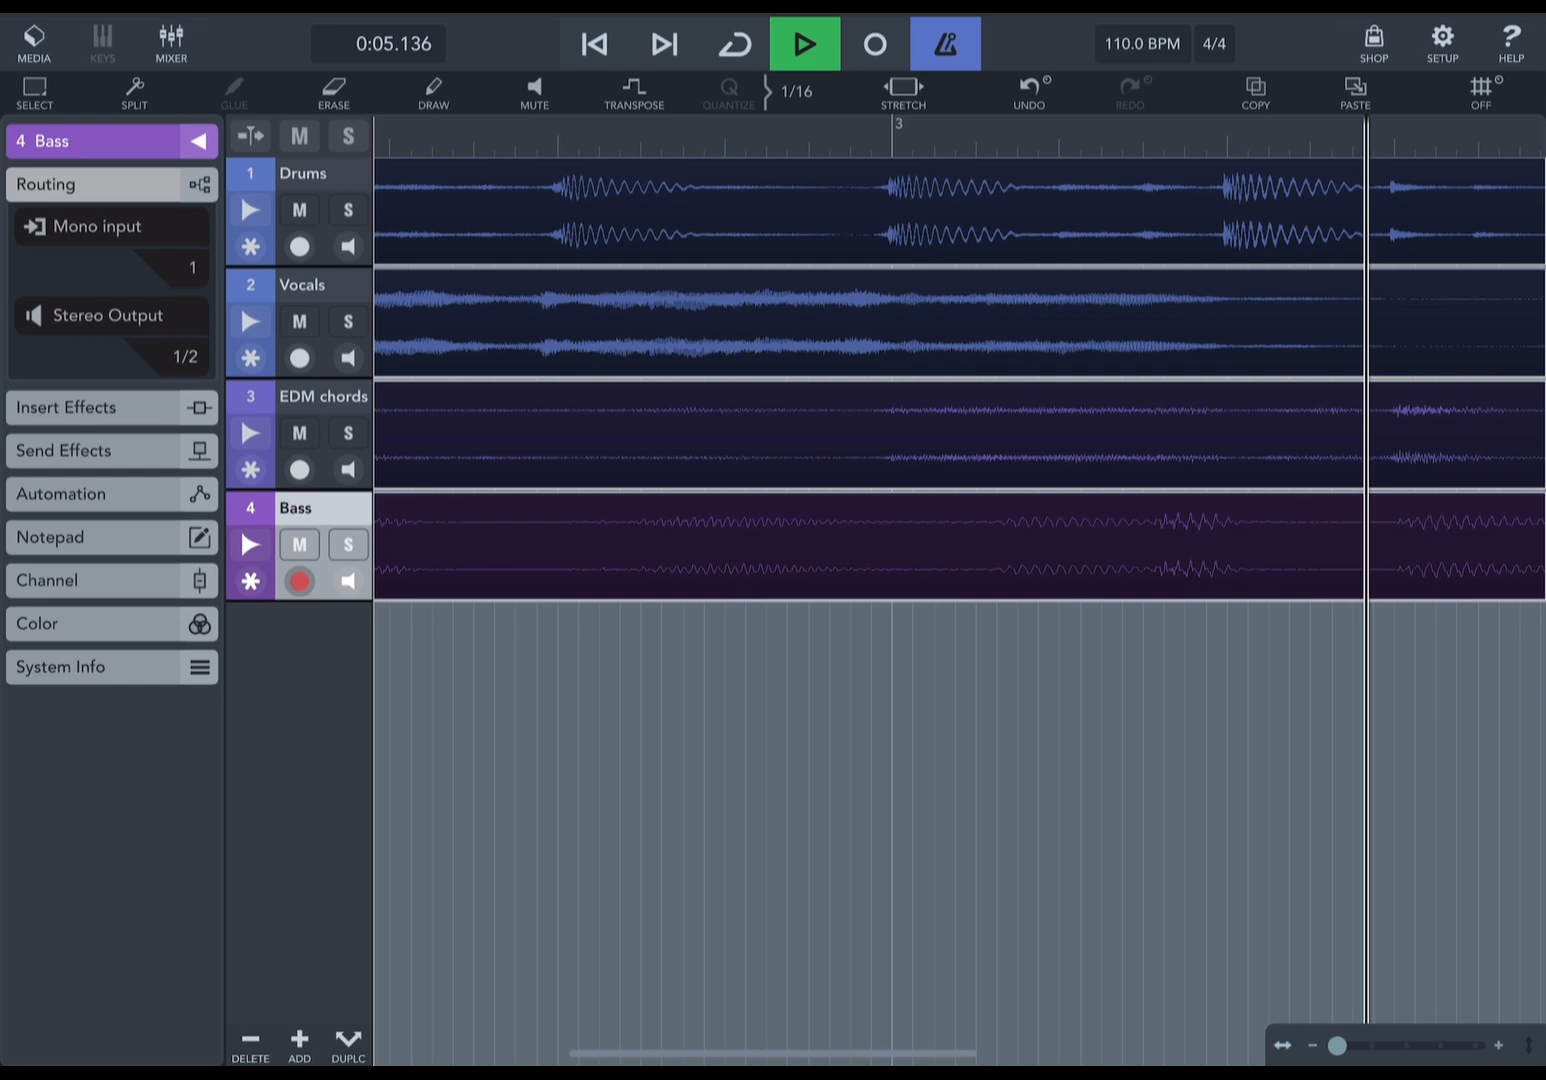 MEDIA
KEYS
MIXER
0:05.136
110.0 BPM
4/4
SHOP
SETUP
?
HELP
SELECT
SPLIT
GLUE
ERASE
DRAW
MUTE
TRANSPOSE
Q
QUANTIZE
1/16
STRETCH
UNDO
REDO
COPY
PASTE
OFF
4 Bass
Routing
Mono input
1
Stereo Output
1/2
Insert Effects
Send Effects
Automation
Notepad
Channel
Color
System Info
M S
3
1 Drums
M S
2 Vocals
M S
3 EDM chords
M S
4 Bass
M S
DELETE
ADD
DUPLC